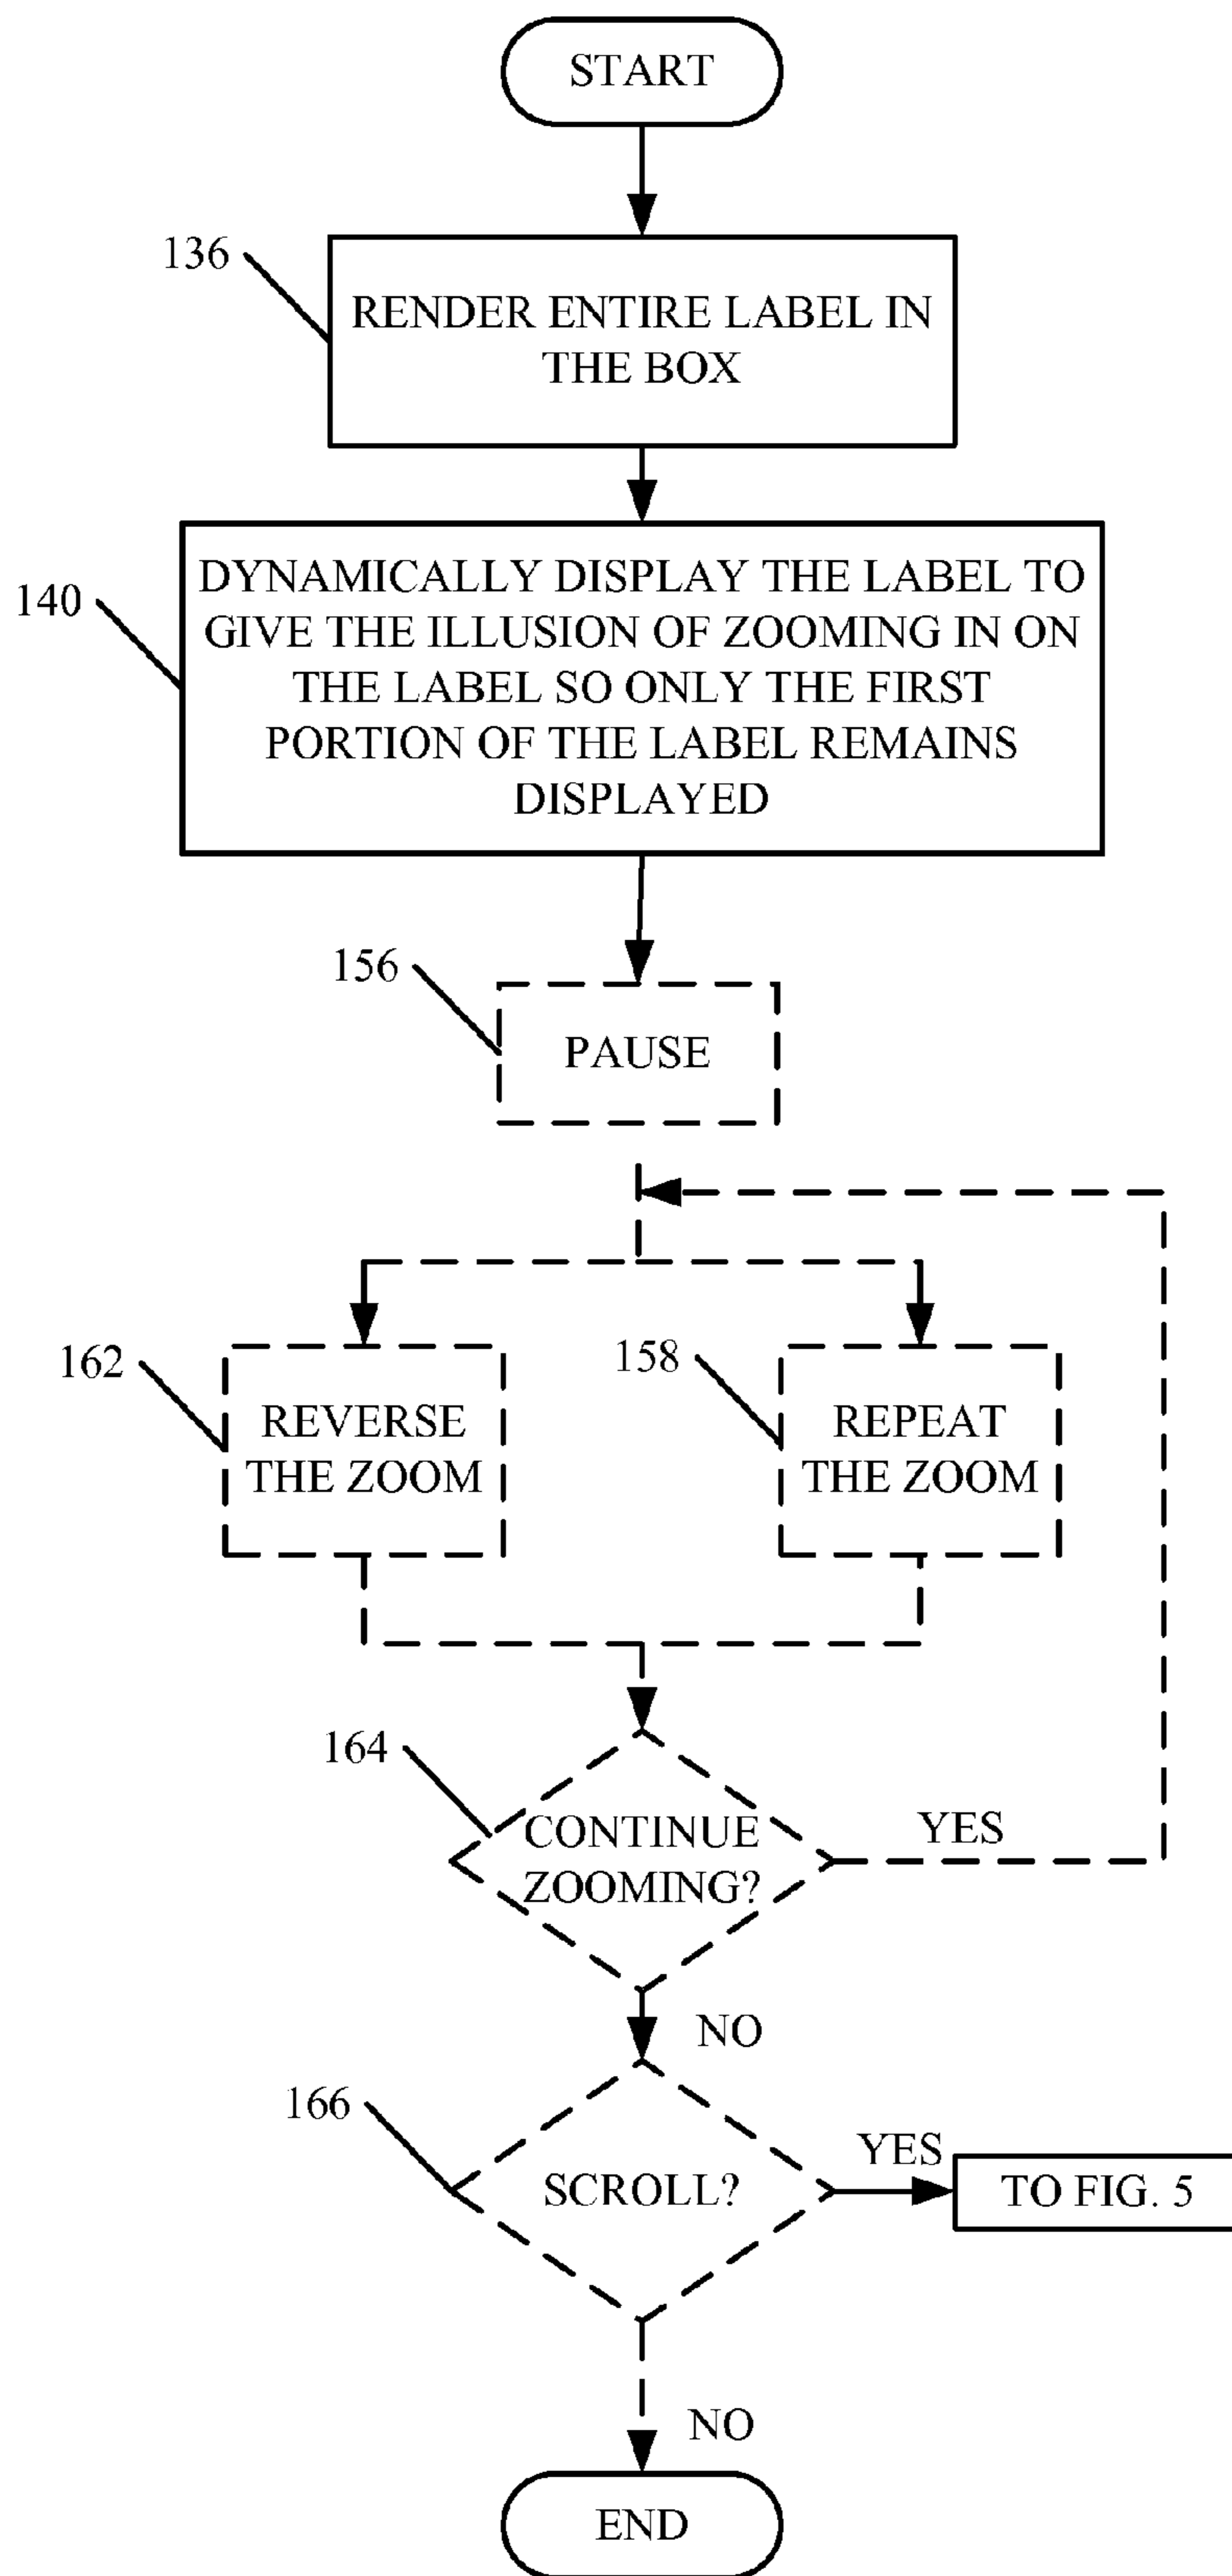 START
136
RENDER ENTIRE LABEL IN
THE BOX
140
DYNAMICALLY DISPLAY THE LABEL TO
GIVE THE ILLUSION OF ZOOMING IN ON
THE LABEL SO ONLY THE FIRST
PORTION OF THE LABEL REMAINS
DISPLAYED
156
PAUSE
162
REVERSE
THE ZOOM
158
REPEAT
THE ZOOM
164
CONTINUE
ZOOMING?
YES
NO
166
SCROLL?
YES
TO FIG. 5
NO
END